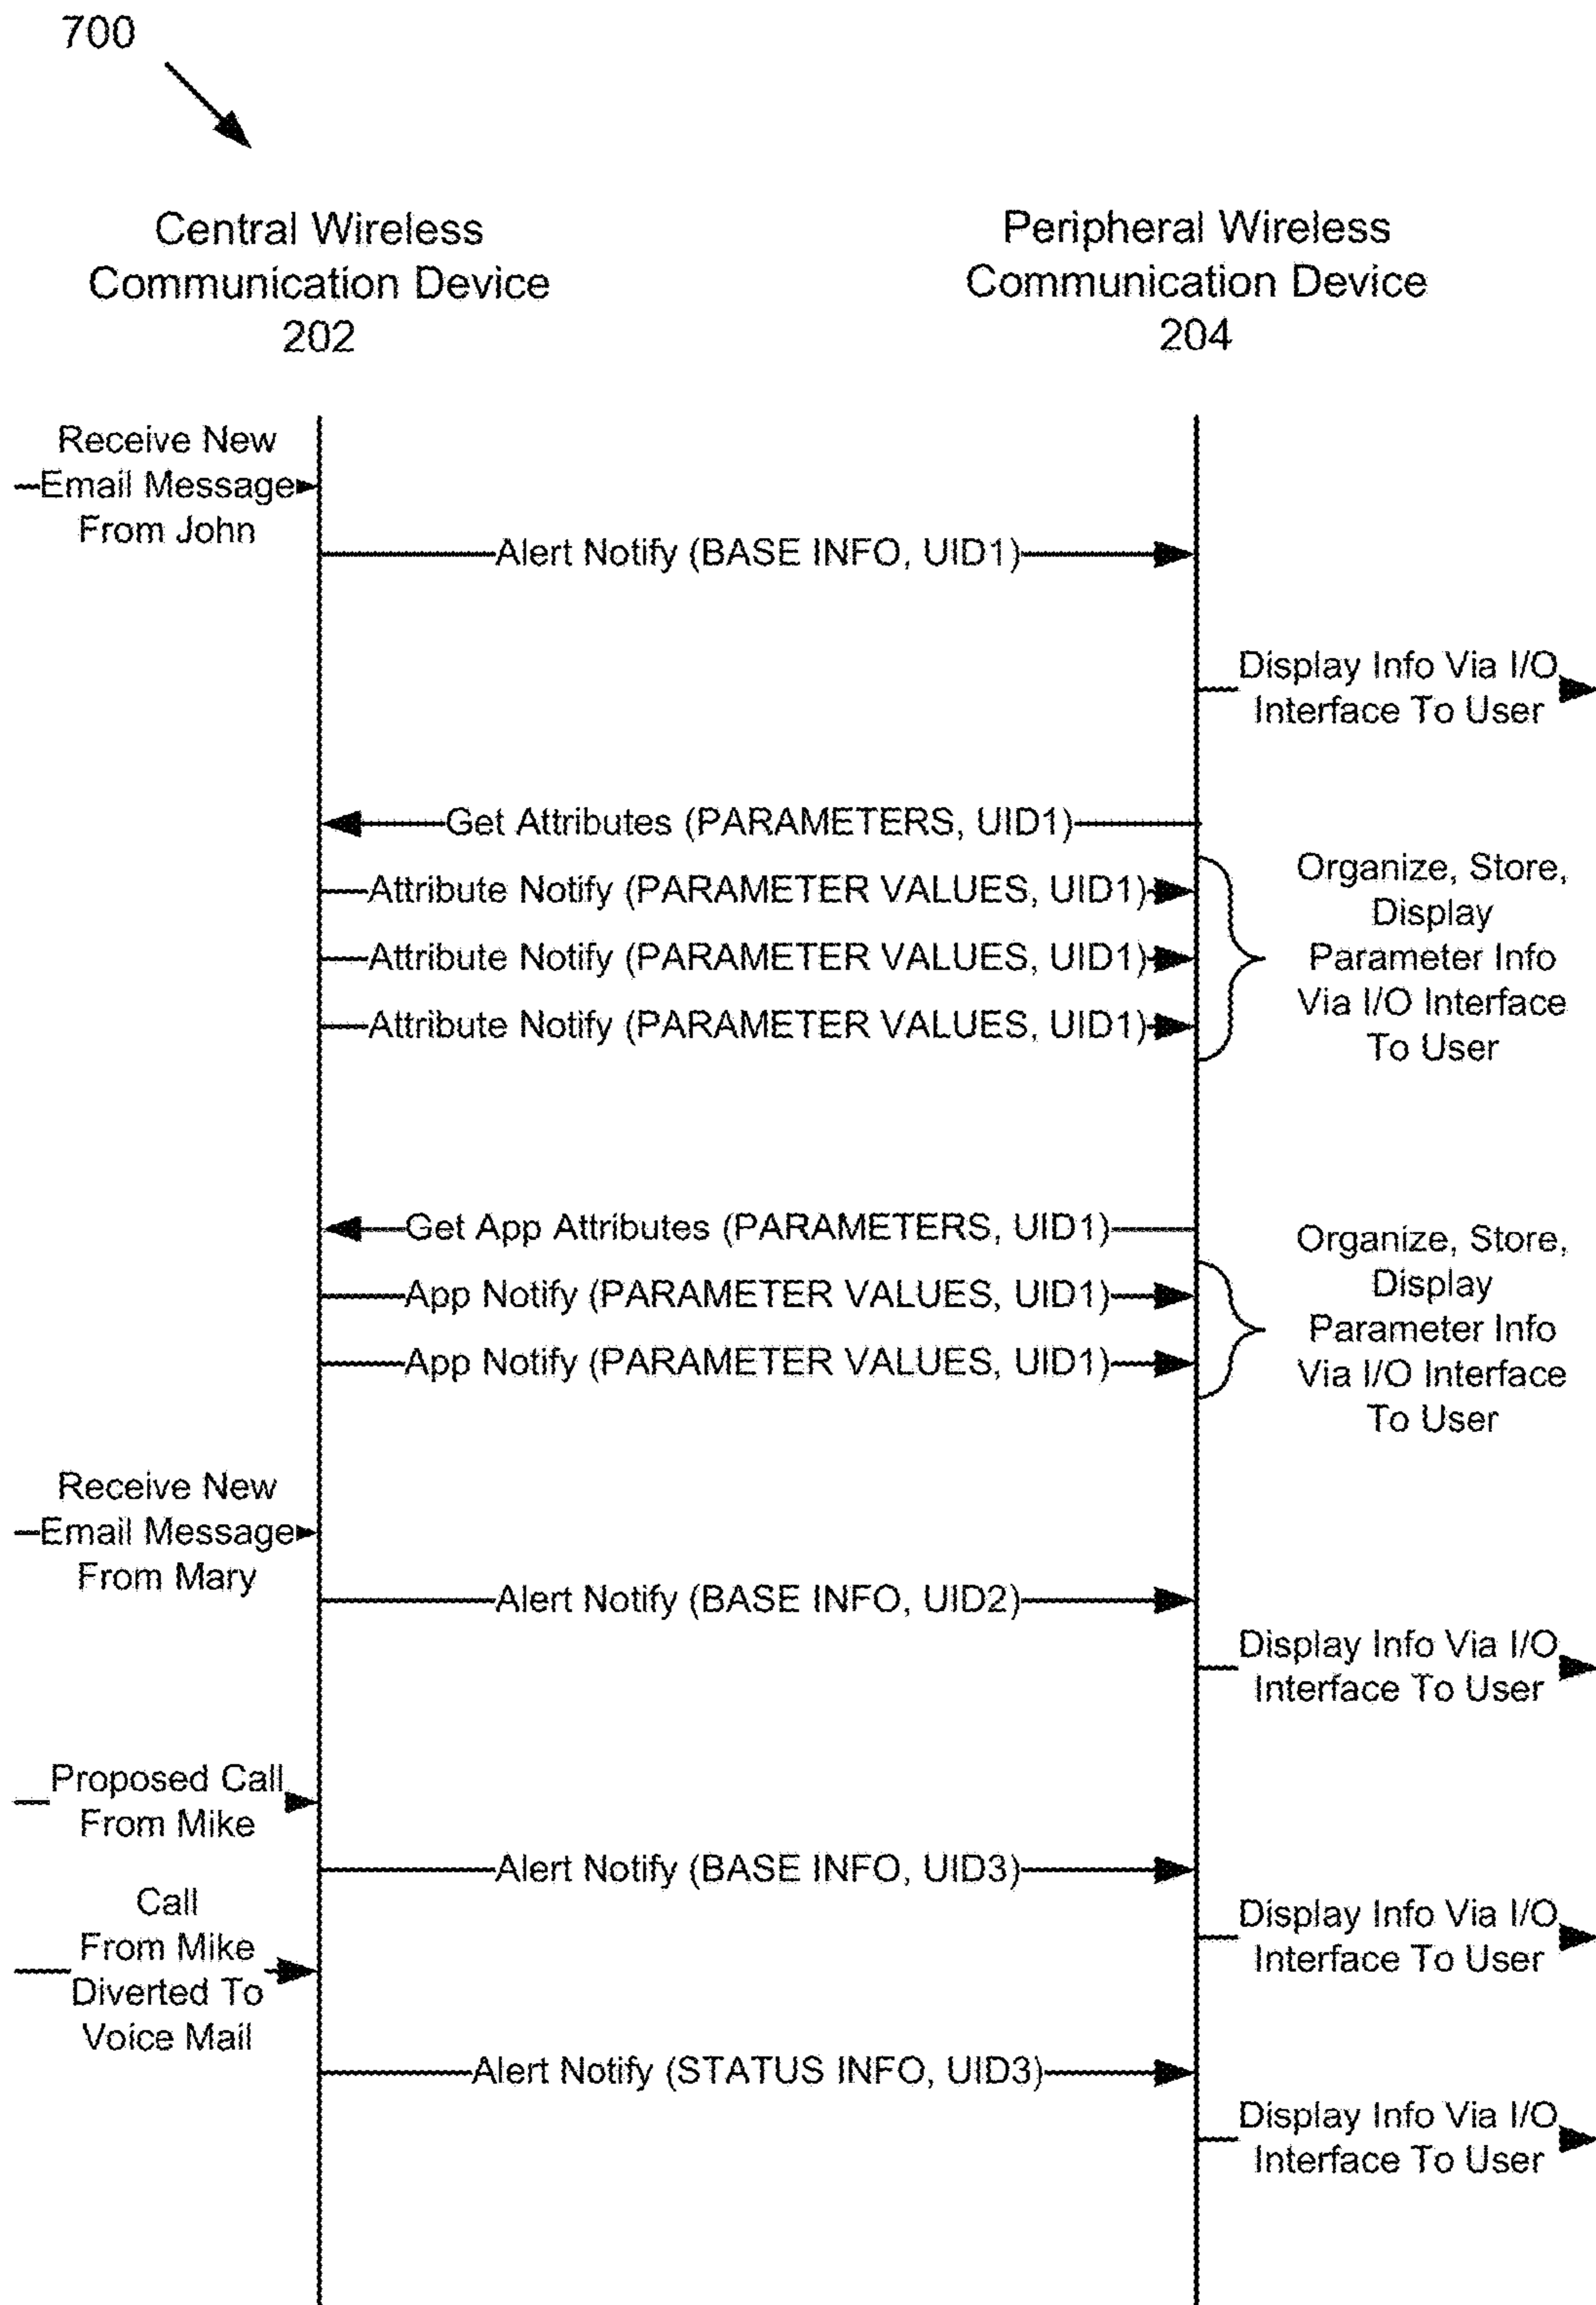 700
Central Wireless
Communication Device
202
Peripheral Wireless
Communication Device
204
Receive New
Email Message
From John
Alert Notify (BASE INFO, UID1)
Display Info Via I/O
Interface To User
Get Attributes (PARAMETERS, UID1)
Attribute Notify (PARAMETER VALUES, UID1)
Attribute Notify (PARAMETER VALUES, UID1)
Attribute Notify (PARAMETER VALUES, UID1)
Organize, Store,
Display
Parameter Info
Via I/O Interface
To User
Get App Attributes (PARAMETERS, UID1)
App Notify (PARAMETER VALUES, UID1)
App Notify (PARAMETER VALUES, UID1)
Organize, Store,
Display
Parameter Info
Via I/O Interface
To User
Receive New
Email Message
From Mary
Alert Notify (BASE INFO, UID2)
Display Info Via I/O
Interface To User
Proposed Call
From Mike
Alert Notify (BASE INFO, UID3)
Display Info Via I/O
Interface To User
Call
From Mike
Diverted To
Voice Mail
Alert Notify (STATUS INFO, UID3)
Display Info Via I/O
Interface To User